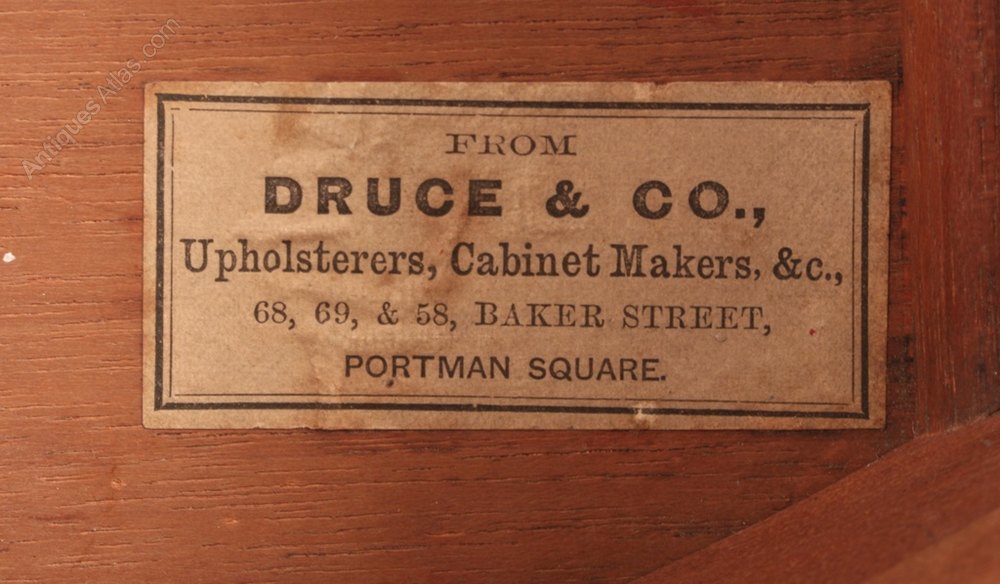 Antiques Atlas.com
FROM
DRUCE & CO.,
Upholsterers, Cabinet Makers, &c.,
68, 69, & 58, BAKER STREET,
PORTMAN SQUARE.